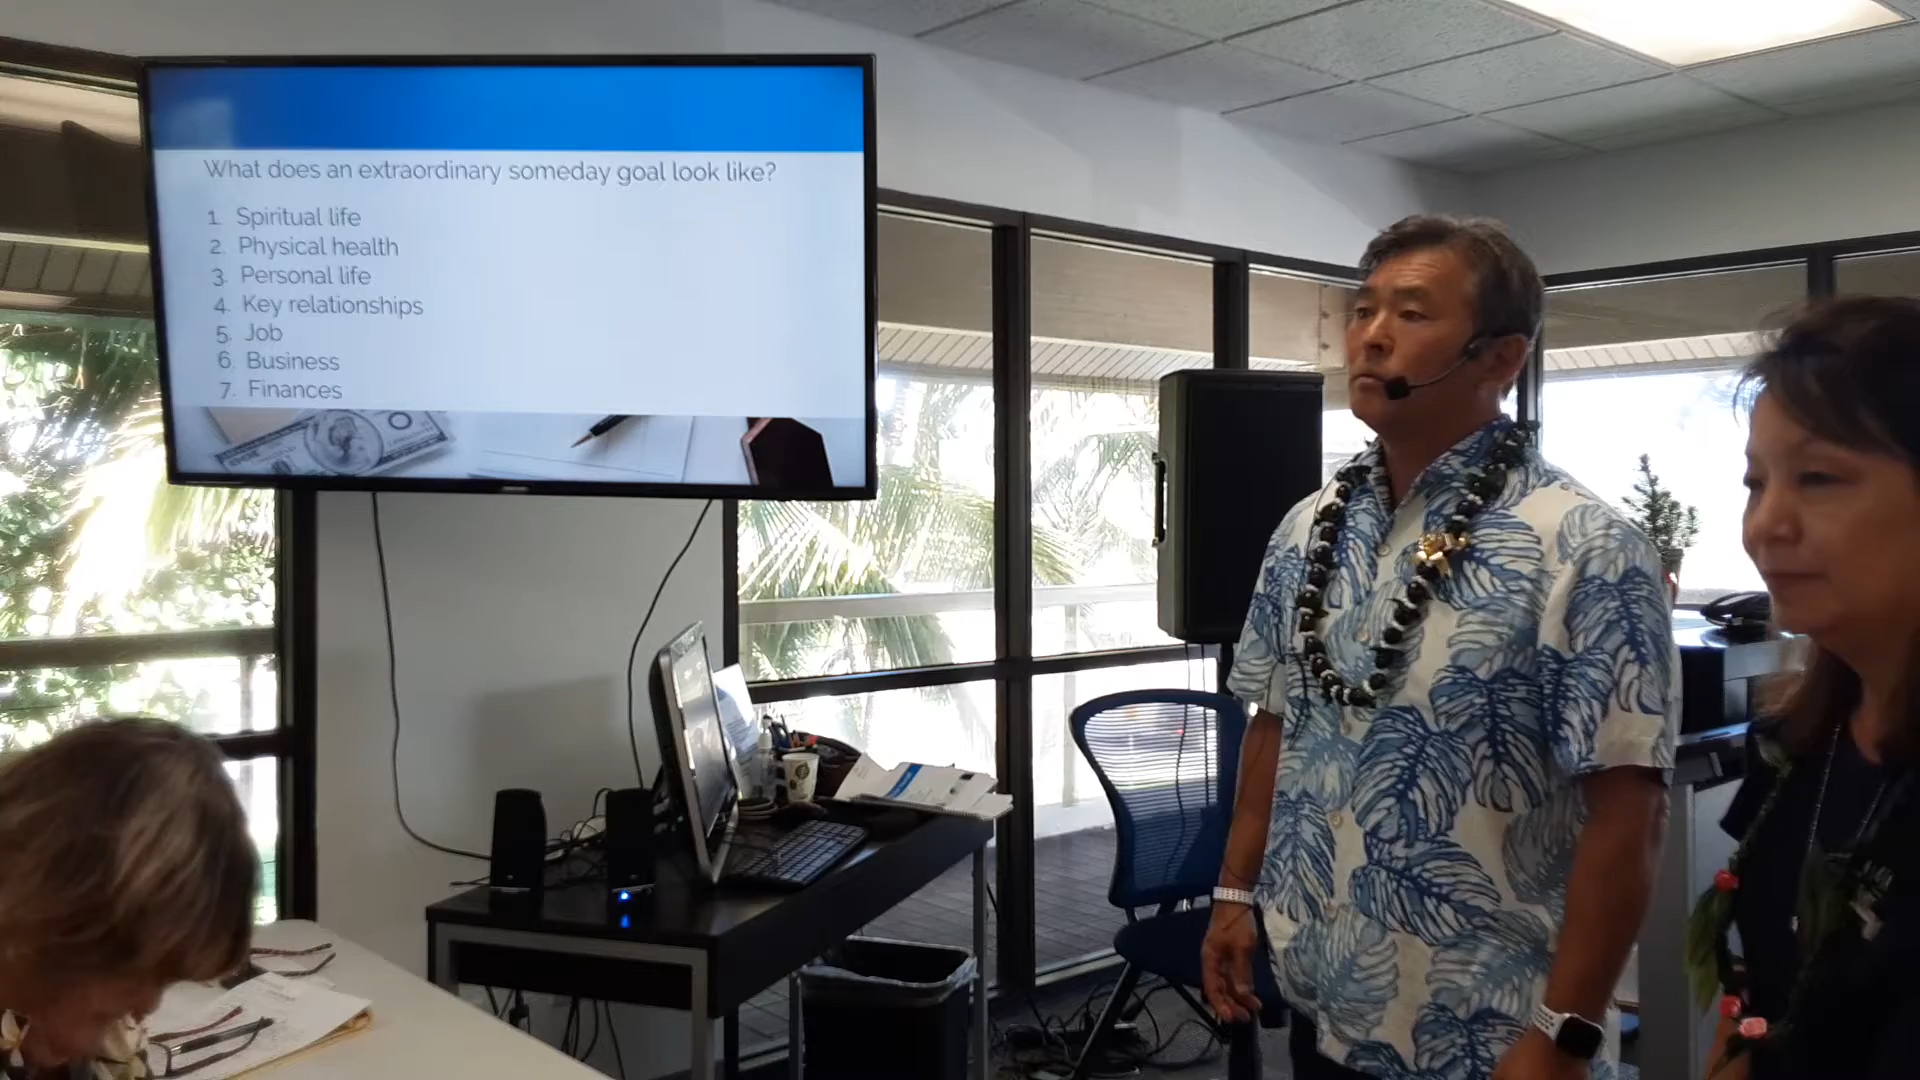 What does an extraordinary someday goal look like?
1. Spiritual life
2. Physical health
3. Personal life
4. Key relationships
5. Job
6. Business
7. Finances